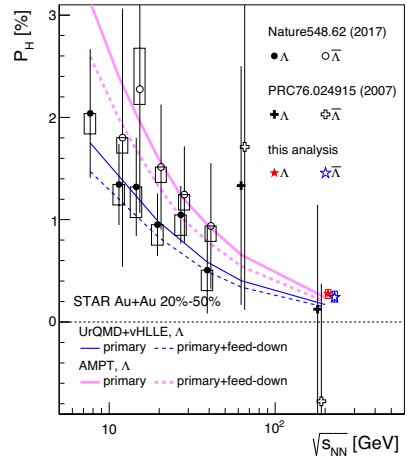 P_H [%]
3
2
1
0
Nature548.62 (2017)
Λ Λ̅
PRC76.024915 (2007)
Λ Λ̅
this analysis
Λ Λ̅
STAR Au+Au 20%-50%
UrQMD+vHLLE, Λ
primary primary+feed-down
AMPT, Λ
primary primary+feed-down
10 10²
√s_NN [GeV]